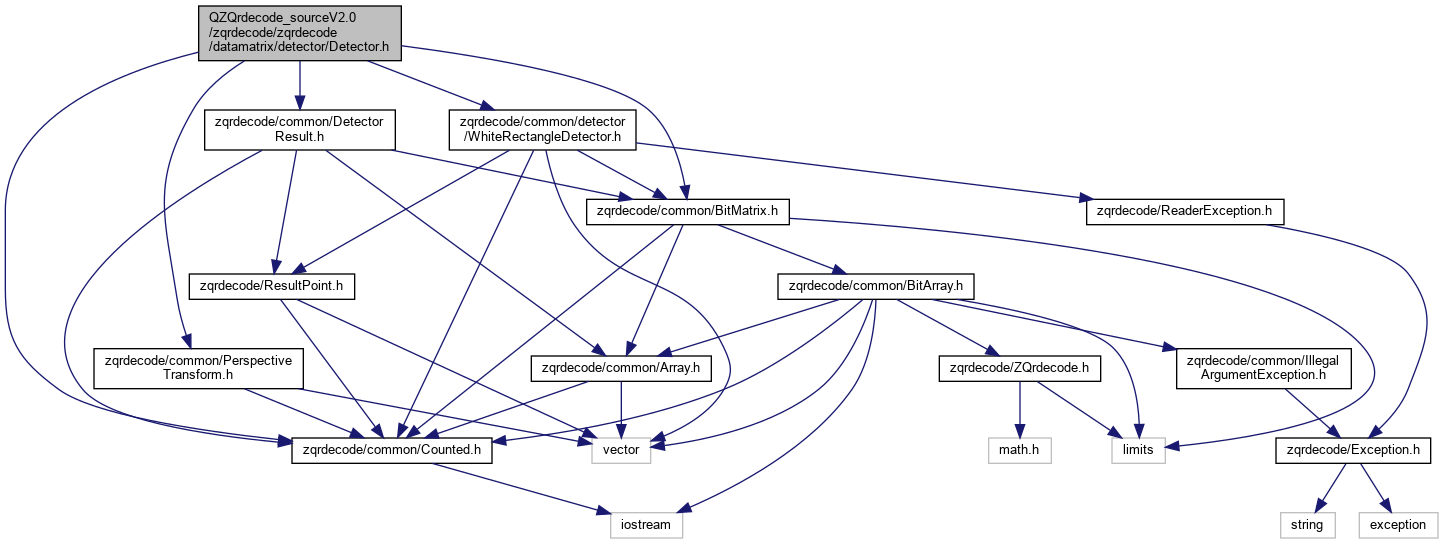 QZQrdecode_sourceV2.0
/zqrdecode/zqrdecode
/datamatrix/detector/Detector.h
zqrdecode/common/Detector
Result.h
zqrdecode/common/detector
/WhiteRectangleDetector.h
zqrdecode/common/BitMatrix.h
zqrdecode/ReaderException.h
zqrdecode/ResultPoint.h
zqrdecode/common/BitArray.h
zqrdecode/common/Perspective
Transform.h
zqrdecode/common/Array.h
zqrdecode/ZQrdecode.h
zqrdecode/common/Illegal
ArgumentException.h
zqrdecode/common/Counted.h
vector
math.h
limits
zqrdecode/Exception.h
iostream
string
exception